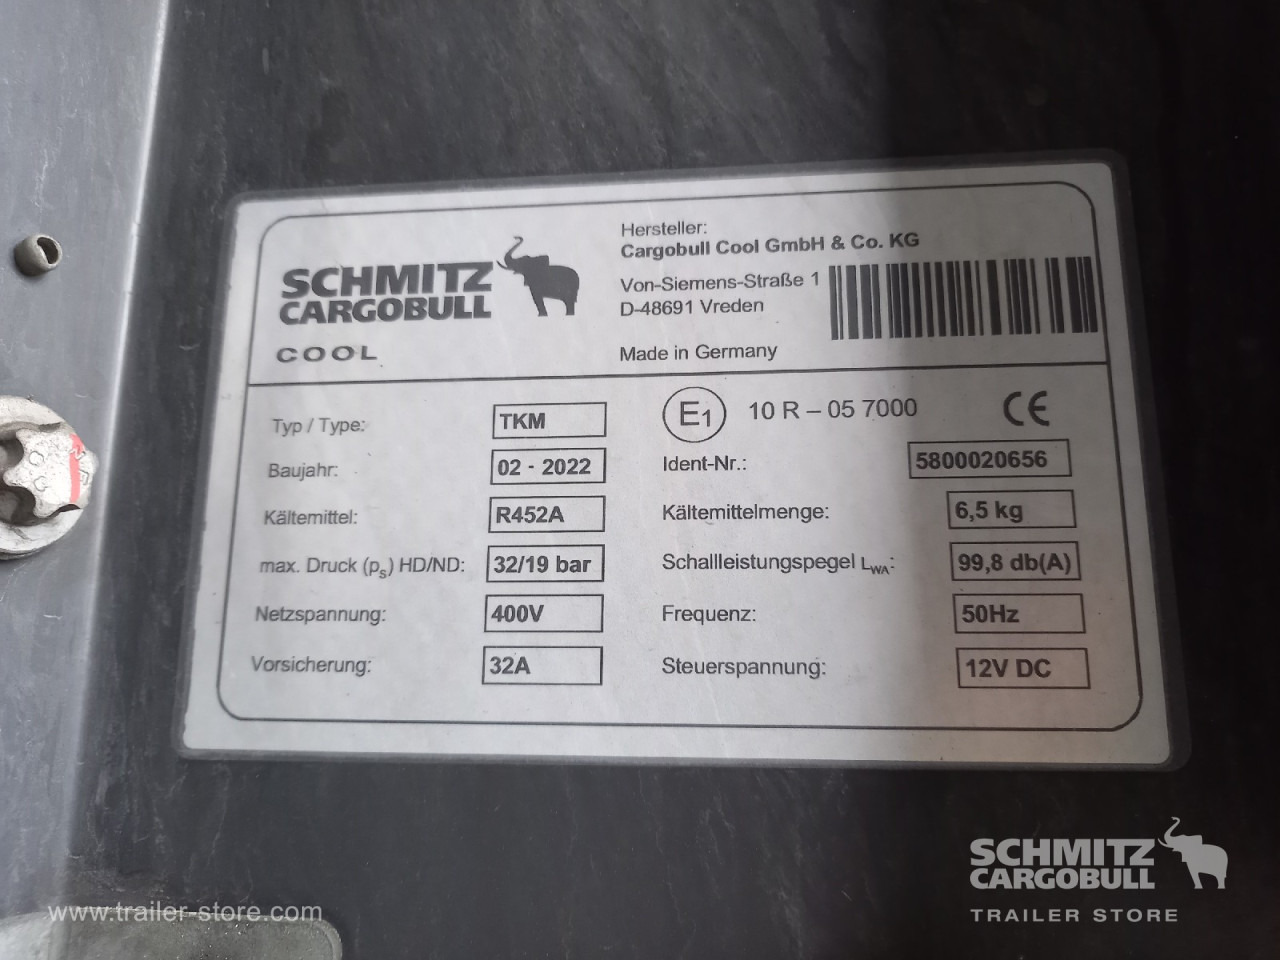 SCHMITZ
CARGOBULL
COOL
Hersteller:
Cargobull Cool GmbH & Co. KG
Von-Siemens-Straße 1
D-48691 Vreden
Made in Germany
Typ / Type: TKM
E1 10 R – 05 7000 CE
Baujahr: 02 - 2022
Ident-Nr.: 5800020656
Kältemittel: R452A
Kältemittelmenge: 6,5 kg
max. Druck (ps) HD/ND: 32/19 bar
Schallleistungspegel LWA: 99,8 db(A)
Netzspannung: 400V
Frequenz: 50Hz
Vorsicherung: 32A
Steuerspannung: 12V DC
SCHMITZ
CARGOBULL
TRAILER STORE
www.trailer-store.com